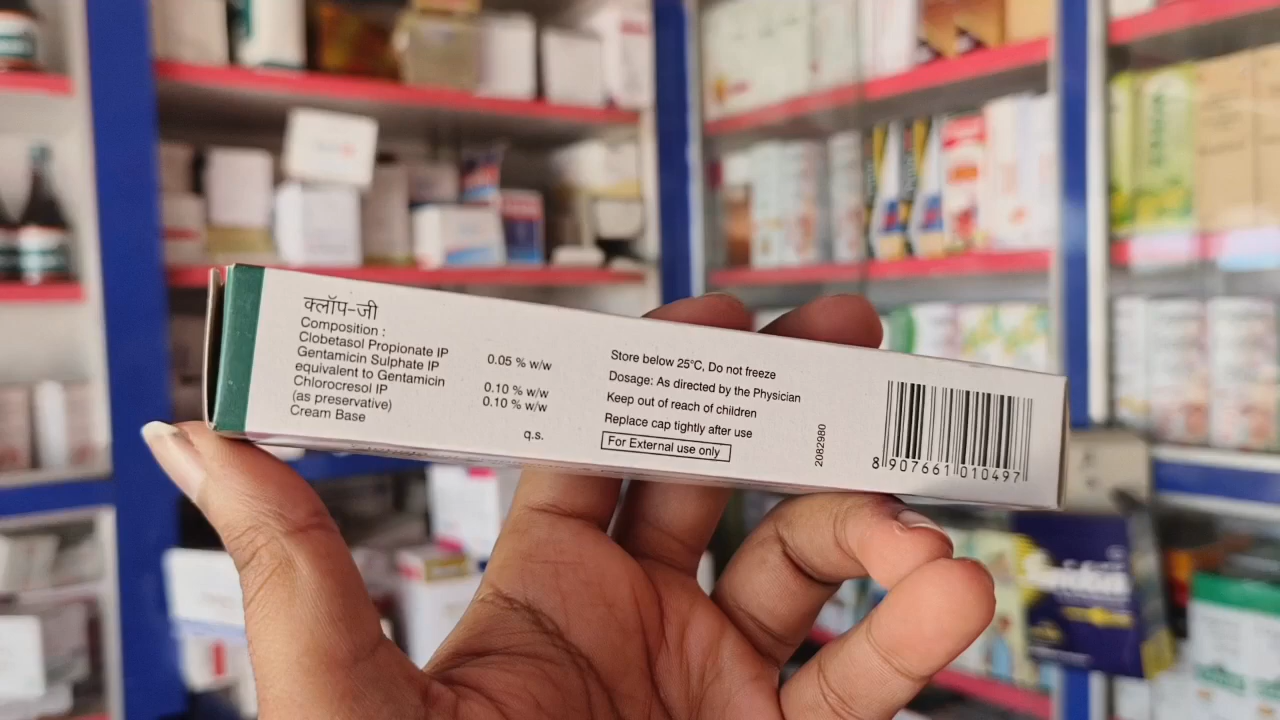 क्लॉप-जी
Composition :
Clobetasol Propionate IP 0.05 % w/w
Gentamicin Sulphate IP
equivalent to Gentamicin 0.10 % w/w
Chlorocresol IP 0.10 % w/w
(as preservative)
Cream Base q.s.
Store below 25°C, Do not freeze
Dosage: As directed by the Physician
Keep out of reach of children
Replace cap tightly after use
For External use only
2082980
8 907661 010497